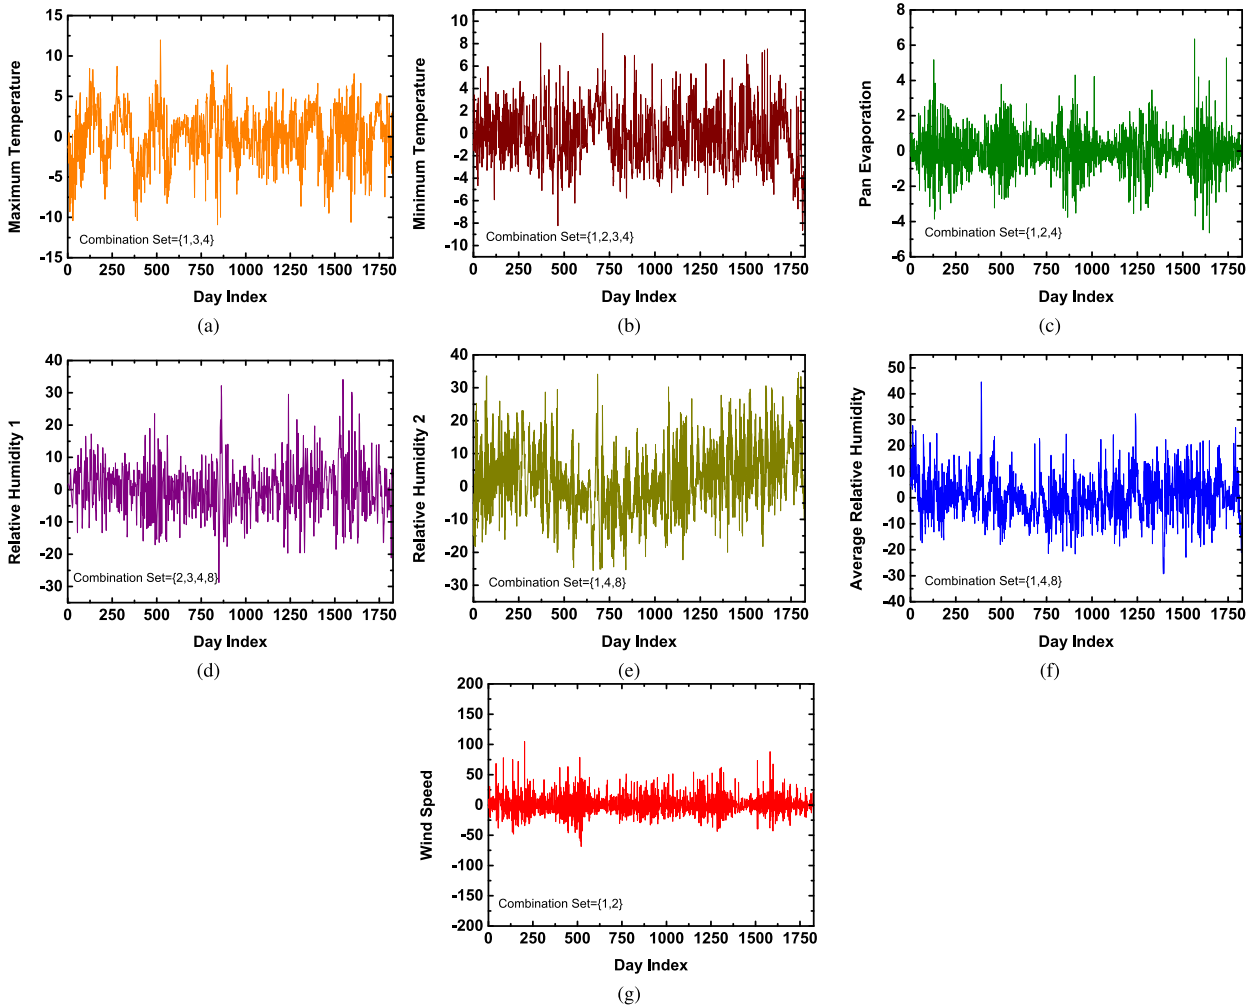 Maximum Temperature
15
10
5
0
-5
-10
-15
Combination Set={1,3,4}
0 250 500 750 1000 1250 1500 1750
Day Index
(a)
Minimum Temperature
10
8
6
4
2
0
-2
-4
-6
-8
-10
Combination Set={1,2,3,4}
0 250 500 750 1000 1250 1500 1750
Day Index
(b)
Pan Evaporation
8
6
4
2
0
-2
-4
-6
Combination Set={1,2,4}
0 250 500 750 1000 1250 1500 1750
Day Index
(c)
Relative Humidity 1
40
30
20
10
0
-10
-20
-30
Combination Set={2,3,4,8}
0 250 500 750 1000 1250 1500 1750
Day Index
(d)
Relative Humidity 2
40
30
20
10
0
-10
-20
-30
Combination Set={1,4,8}
0 250 500 750 1000 1250 1500 1750
Day Index
(e)
Average Relative Humidity
50
40
30
20
10
0
-10
-20
-30
-40
Combination Set={1,4,8}
0 250 500 750 1000 1250 1500 1750
Day Index
(f)
Wind Speed
200
150
100
50
0
-50
-100
-150
-200
Combination Set={1,2}
0 250 500 750 1000 1250 1500 1750
Day Index
(g)